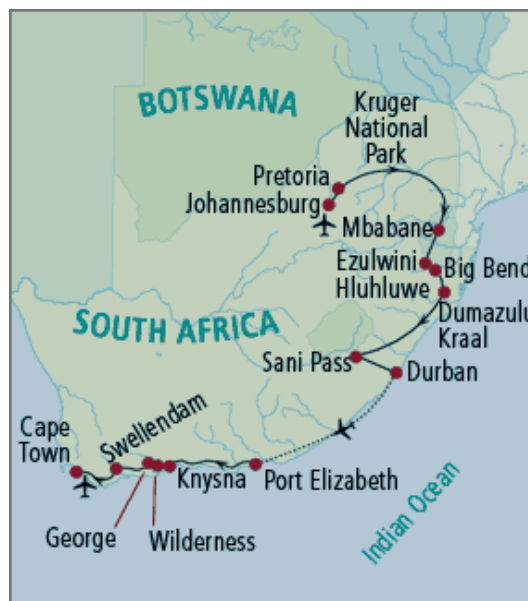 BOTSWANA
Kruger
National
Park
Pretoria
Johannesburg
Mbabane
Ezulwini
Big Bend
Hluhluwe
Dumazulu
Kraal
SOUTH AFRICA
Sani Pass
Durban
Cape
Town
Swellendam
Knysna
Port Elizabeth
George
Wilderness
Indian Ocean